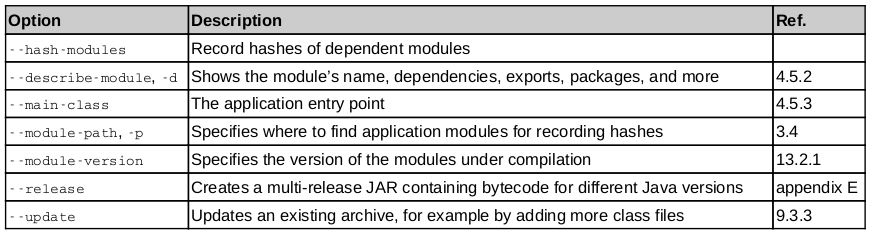 Option Description Ref.
--hash-modules Record hashes of dependent modules
--describe-module, -d Shows the module's name, dependencies, exports, packages, and more 4.5.2
--main-class The application entry point 4.5.3
--module-path, -p Specifies where to find application modules for recording hashes 3.4
--module-version Specifies the version of the modules under compilation 13.2.1
--release Creates a multi-release JAR containing bytecode for different Java versions appendix E
--update Updates an existing archive, for example by adding more class files 9.3.3